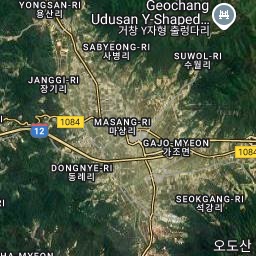 YONGSAN-RI
용산리
Geochang
Udusan Y-Shaped...
거창 Y자형 출렁다리
SABYEONG-RI
사병리
SUWOL-RI
수월리
JANGGI-RI
장기리
1084
MASANG-RI
마상리
12
GAJO-MYEON
가조면
1084
DONGNYE-RI
동례리
SEOKGANG-RI
석강리
오도산
HA-MYEON